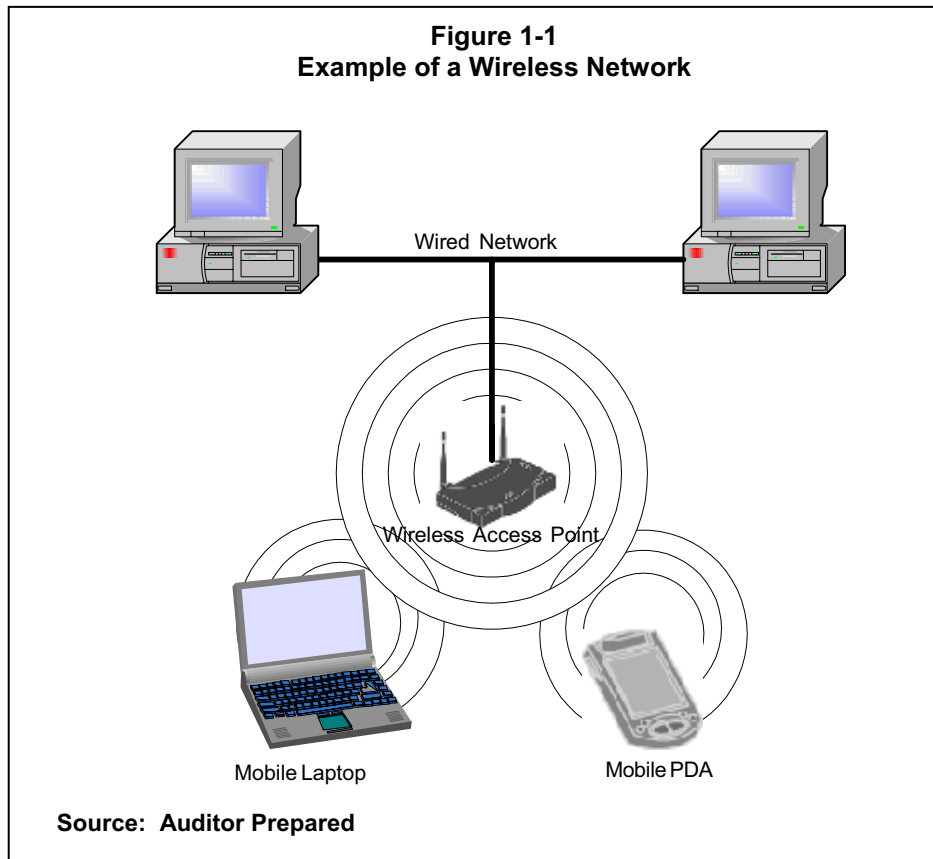 Figure 1-1
Example of a Wireless Network
Wired Network
Wireless Access Point
Mobile Laptop
Mobile PDA
Source: Auditor Prepared